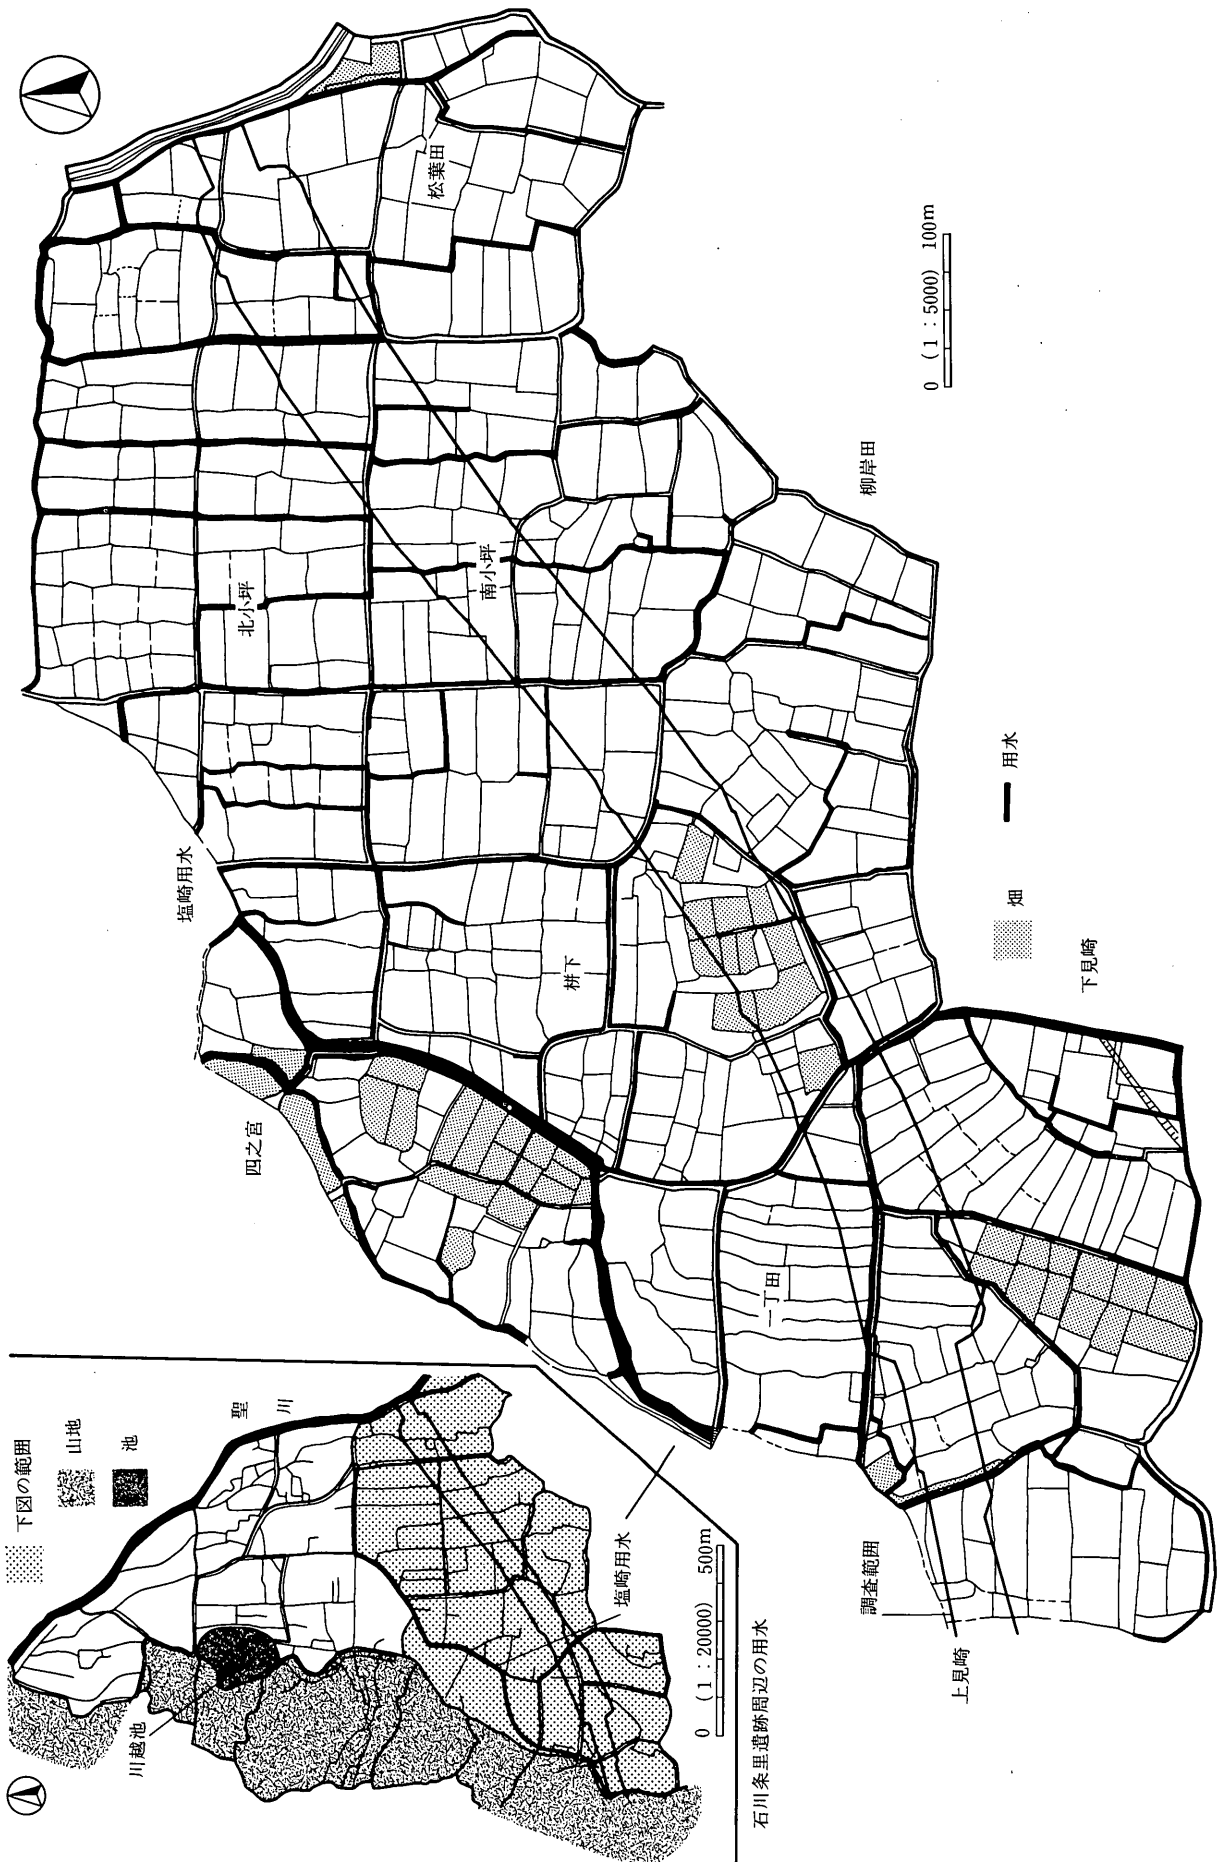 下図の範囲
山地
池
聖川
川越池
塩崎用水
0 (1:20000) 500m
石川条里遺跡周辺の用水
四之宮
塩崎用水
北小坪
南小坪
松葉田
柳岸田
栟下
一丁田
調査範囲
上見崎
下見崎
畑
用水
0 (1:5000) 100m